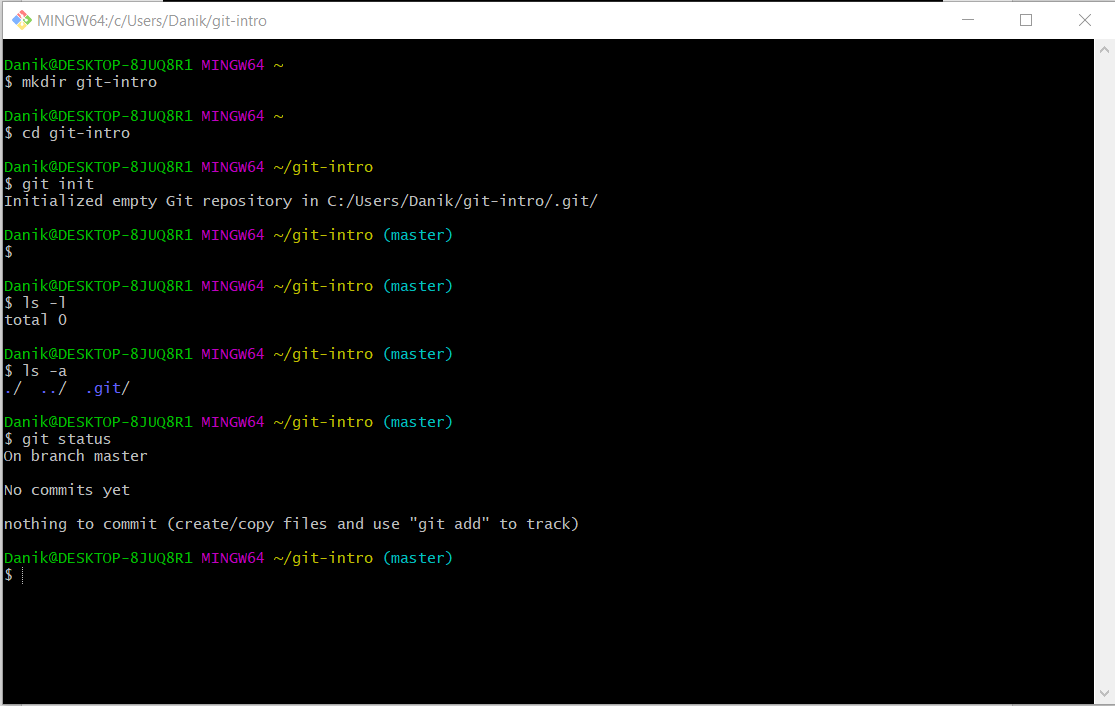 MINGW64:/c/Users/Danik/git-intro
Danik@DESKTOP-8JUQ8R1 MINGW64 ~
$ mkdir git-intro
Danik@DESKTOP-8JUQ8R1 MINGW64 ~
$ cd git-intro
Danik@DESKTOP-8JUQ8R1 MINGW64 ~/git-intro
$ git init
Initialized empty Git repository in C:/Users/Danik/git-intro/.git/
Danik@DESKTOP-8JUQ8R1 MINGW64 ~/git-intro (master)
$
Danik@DESKTOP-8JUQ8R1 MINGW64 ~/git-intro (master)
$ ls -l
total 0
Danik@DESKTOP-8JUQ8R1 MINGW64 ~/git-intro (master)
$ ls -a
./  ../  .git/
Danik@DESKTOP-8JUQ8R1 MINGW64 ~/git-intro (master)
$ git status
On branch master
No commits yet
nothing to commit (create/copy files and use "git add" to track)
Danik@DESKTOP-8JUQ8R1 MINGW64 ~/git-intro (master)
$